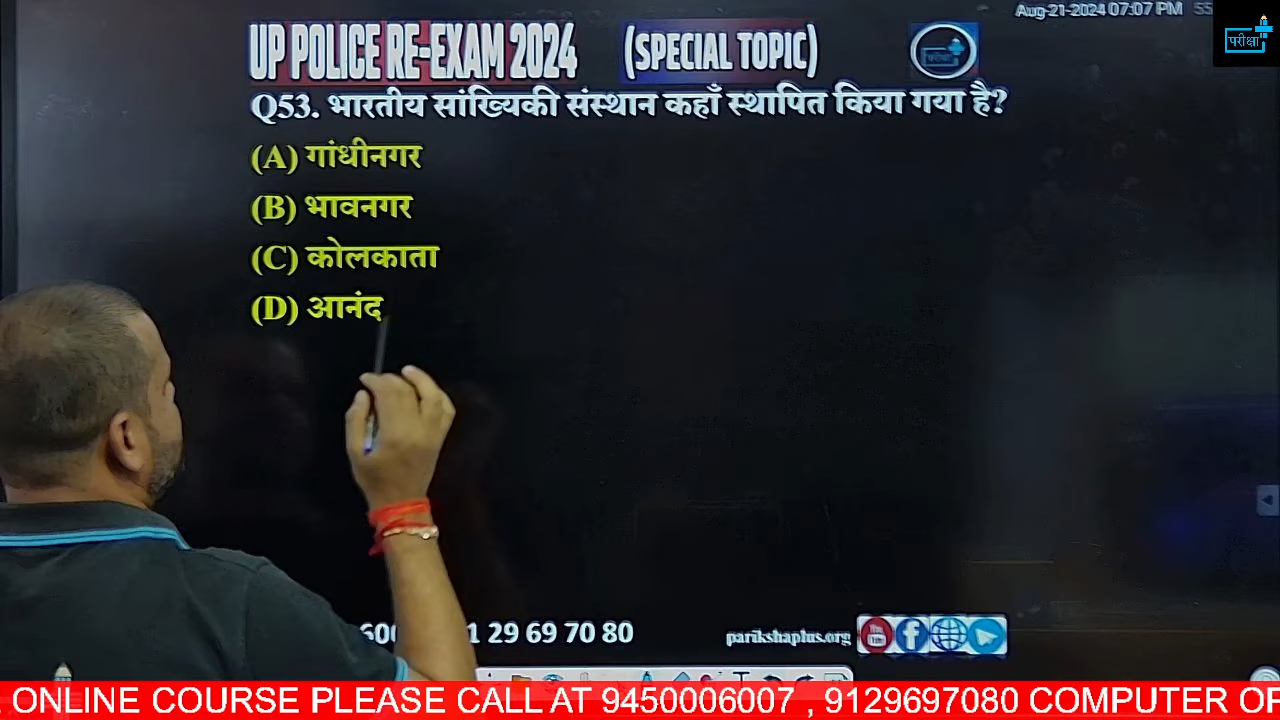 Aug-21-2024 07:07 PM 55
परीक्षा
UP POLICE RE-EXAM 2024 (SPECIAL TOPIC)
परीक्षा
Q53. भारतीय सांख्यिकी संस्थान कहाँ स्थापित किया गया है?
(A) गांधीनगर
(B) भावनगर
(C) कोलकाता
(D) आनंद
1 29 69 70 80
parikshaplus.org
ONLINE COURSE PLEASE CALL AT 9450006007 , 9129697080 COMPUTER OF